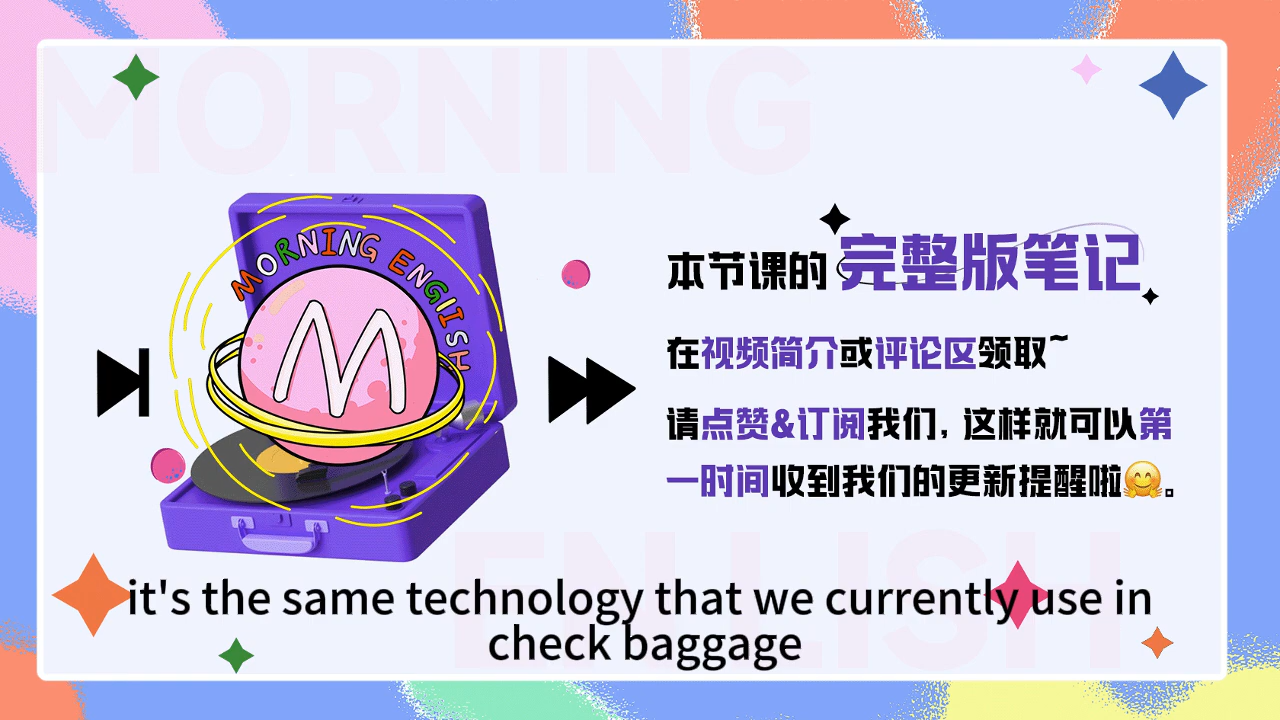 MORNING
MORNING ENGLISH
M
本节课的完整版笔记
在视频简介或评论区领取~
请点赞&订阅我们,这样就可以第
一时间收到我们的更新提醒啦🤗。
ENGLISH
it's the same technology that we currently use in
check baggage